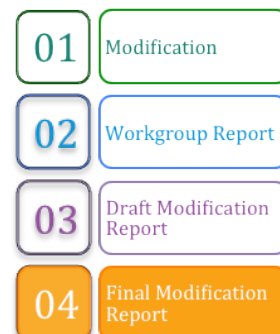 01
Modification
02
Workgroup Report
03
Draft Modification
Report
04
Final Modification
Report